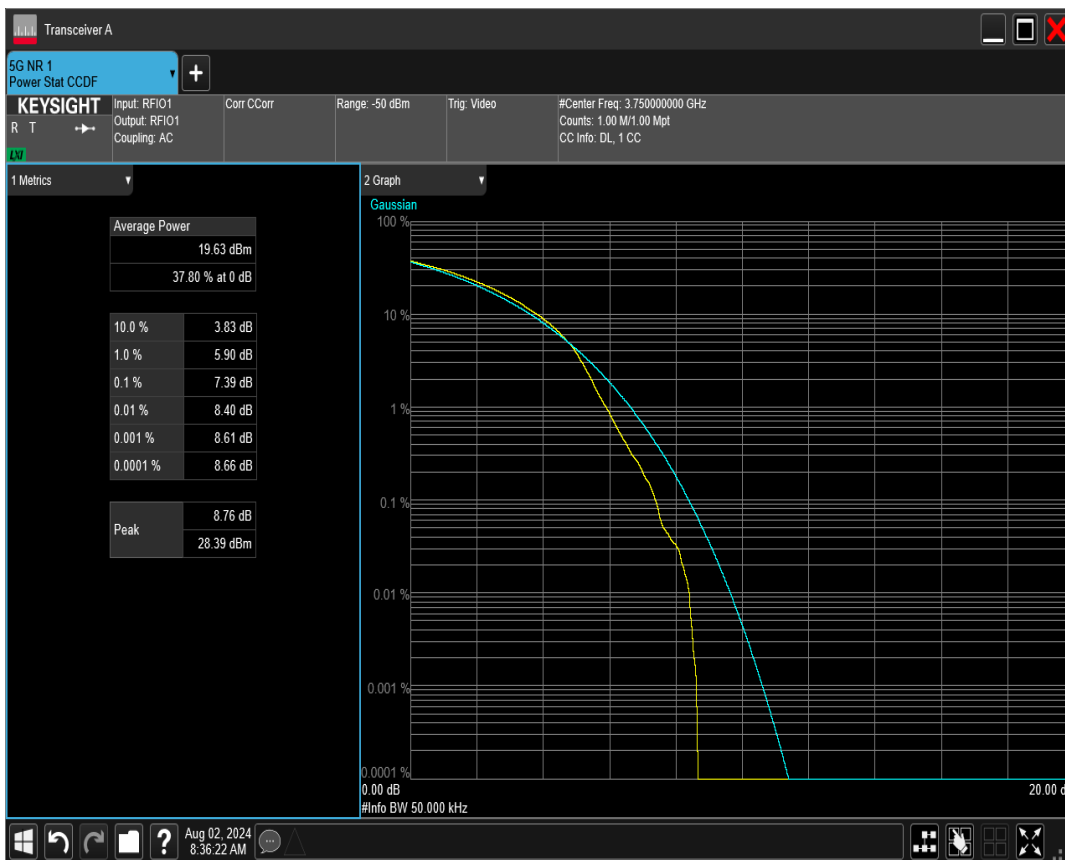 Transceiver A
5G NR 1
Power Stat CCDF
+
KEYSIGHT
R T
LXI
Input: RFIO1
Output: RFIO1
Coupling: AC
Corr CCorr
Range: -50 dBm
Trig: Video
#Center Freq: 3.750000000 GHz
Counts: 1.00 M/1.00 Mpt
CC Info: DL, 1 CC
1 Metrics
Average Power
19.63 dBm
37.80 % at 0 dB
10.0 % 3.83 dB
1.0 % 5.90 dB
0.1 % 7.39 dB
0.01 % 8.40 dB
0.001 % 8.61 dB
0.0001 % 8.66 dB
Peak 8.76 dB
28.39 dBm
2 Graph
Gaussian
100 %
10 %
1 %
0.1 %
0.01 %
0.001 %
0.0001 %
0.00 dB
20.00 d
#Info BW 50.000 kHz
?
Aug 02, 2024
8:36:22 AM